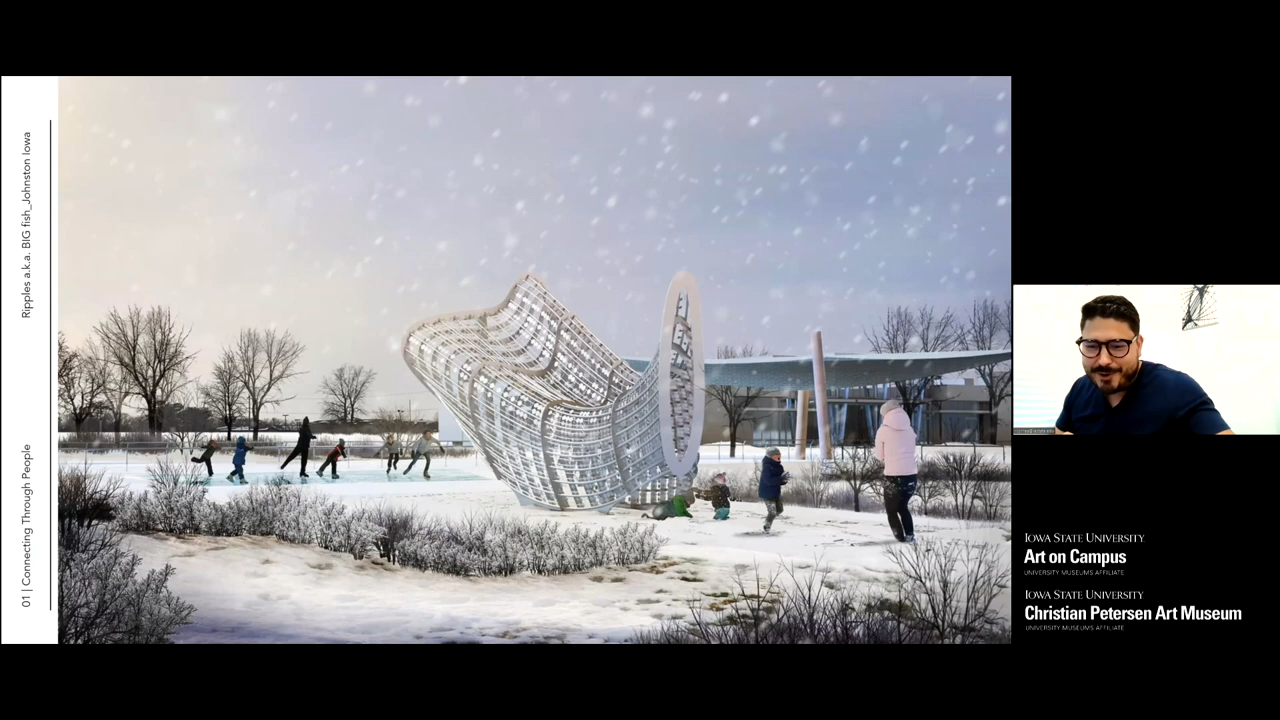 01 | Connecting Through People
Ripples a.k.a. BIG fish_Johnston Iowa
IOWA STATE UNIVERSITY
Art on Campus
UNIVERSITY MUSEUMS AFFILIATE
IOWA STATE UNIVERSITY
Christian Petersen Art Museum
UNIVERSITY MUSEUMS AFFILIATE